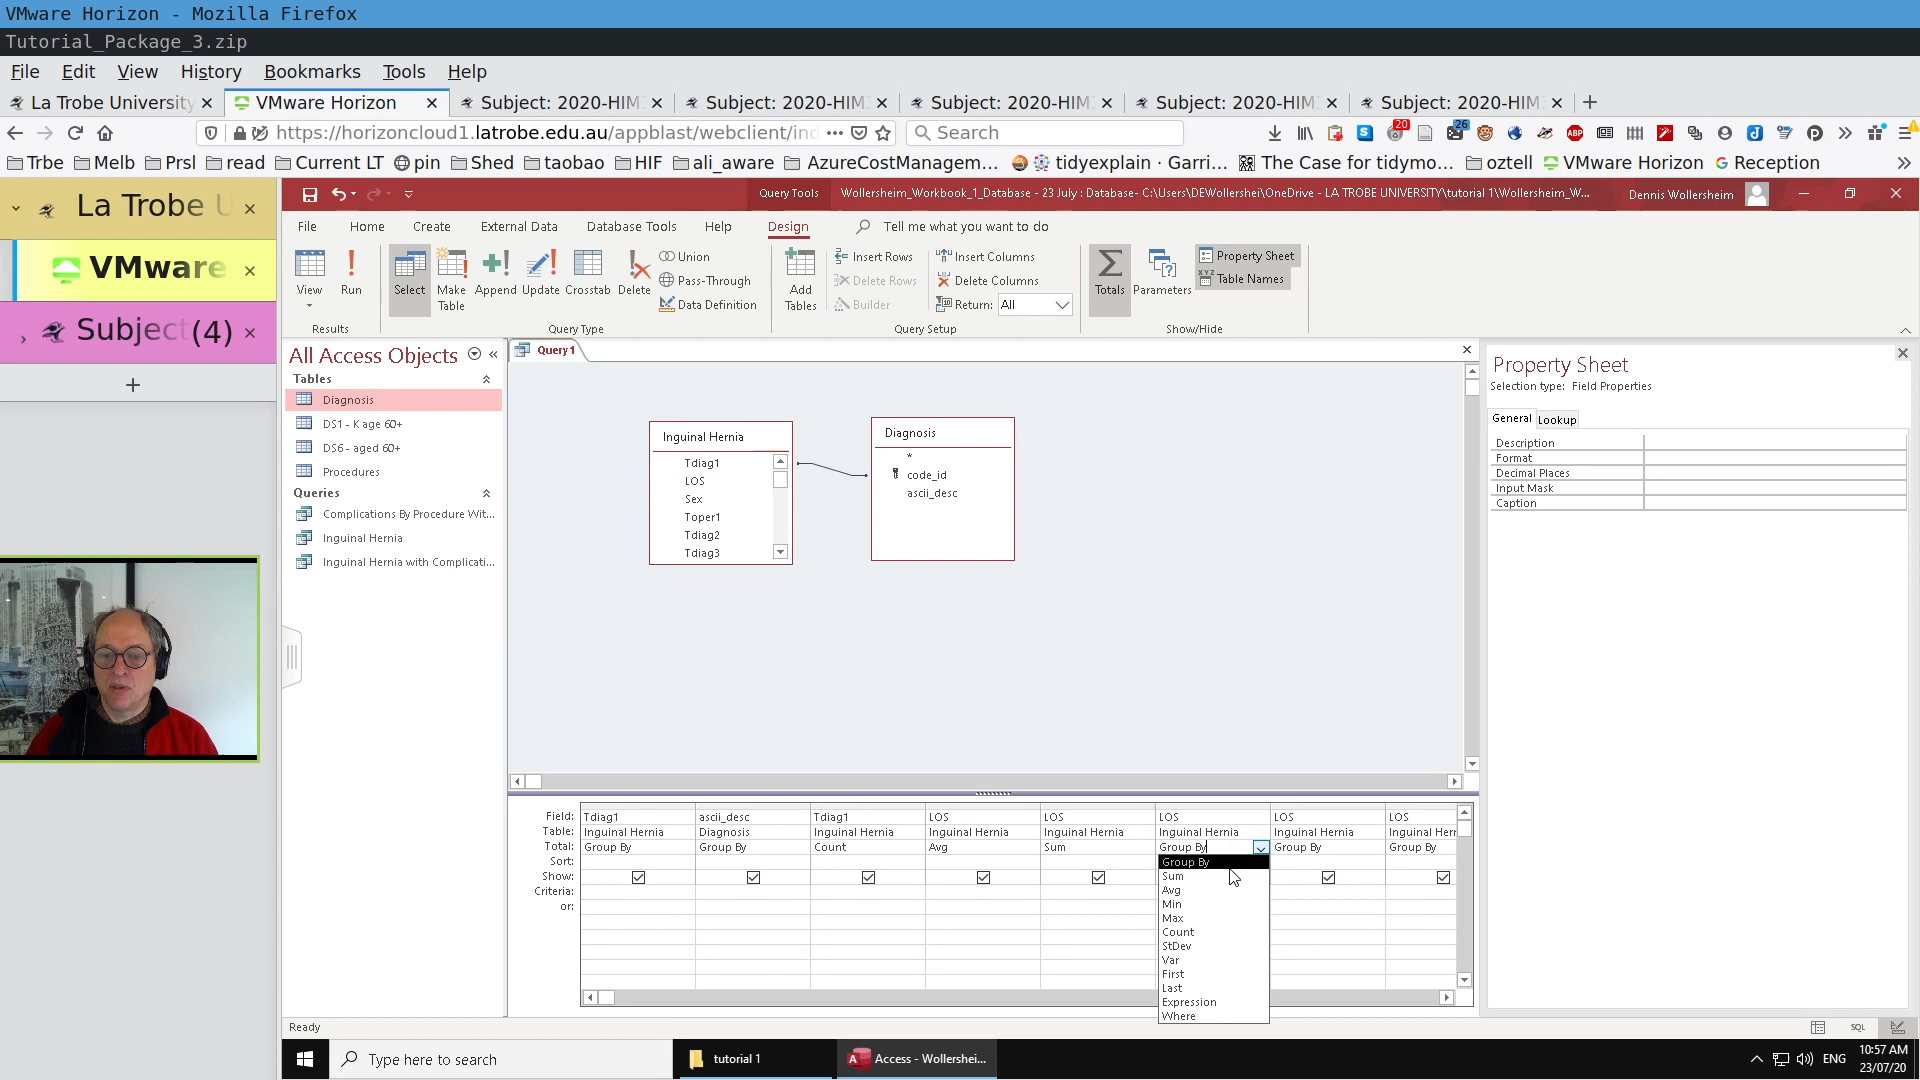 VMware Horizon - Mozilla Firefox
Tutorial_Package_3.zip
File Edit View History Bookmarks Tools Help
La Trobe University VMware Horizon Subject: 2020-HIM Subject: 2020-HIM Subject: 2020-HIM Subject: 2020-HIM Subject: 2020-HIM
https://horizoncloud1.latrobe.edu.au/appblast/webclient/ind Search 20 26 ABP
Trbe Melb Prsl read Current LT pin Shed taobao HIF ali_aware AzureCostManagem... tidyexplain · Garri... The Case for tidymo... oztell VMware Horizon Reception
La Trobe U
VMware
Subject (4)
Query Tools Wollersheim_Workbook_1_Database - 23 July : Database- C:\Users\DEWollershei\OneDrive - LA TROBE UNIVERSITY\tutorial 1\Wollersheim_W... Dennis Wollersheim
File Home Create External Data Database Tools Help Design Tell me what you want to do
View Run Select Make Table Append Update Crosstab Delete
Union
Pass-Through
Data Definition
Add Tables
Insert Rows
Delete Rows
Builder
Insert Columns
Delete Columns
Return: All
Totals Parameters
Property Sheet
Table Names
Results Query Type Query Setup Show/Hide
All Access Objects
Tables
Diagnosis
DS1 - K age 60+
DS6 - aged 60+
Procedures
Queries
Complications By Procedure Wit...
Inguinal Hernia
Inguinal Hernia with Complicati...
Query1
Inguinal Hernia
Tdiag1
LOS
Sex
Toper1
Tdiag2
Tdiag3
Diagnosis
*
code_id
ascii_desc
Property Sheet
Selection type: Field Properties
General Lookup
Description
Format
Decimal Places
Input Mask
Caption
Field: Tdiag1 ascii_desc Tdiag1 LOS LOS LOS LOS LOS
Table: Inguinal Hernia Diagnosis Inguinal Hernia Inguinal Hernia Inguinal Hernia Inguinal Hernia Inguinal Hernia Inguinal Herr
Total: Group By Group By Count Avg Sum Group By Group By Group By
Sort:
Show:
Criteria:
or:
Group By
Sum
Avg
Min
Max
Count
StDev
Var
First
Last
Expression
Where
Ready SQL
Type here to search tutorial 1 Access - Wollershei... ENG 10:57 AM
23/07/20